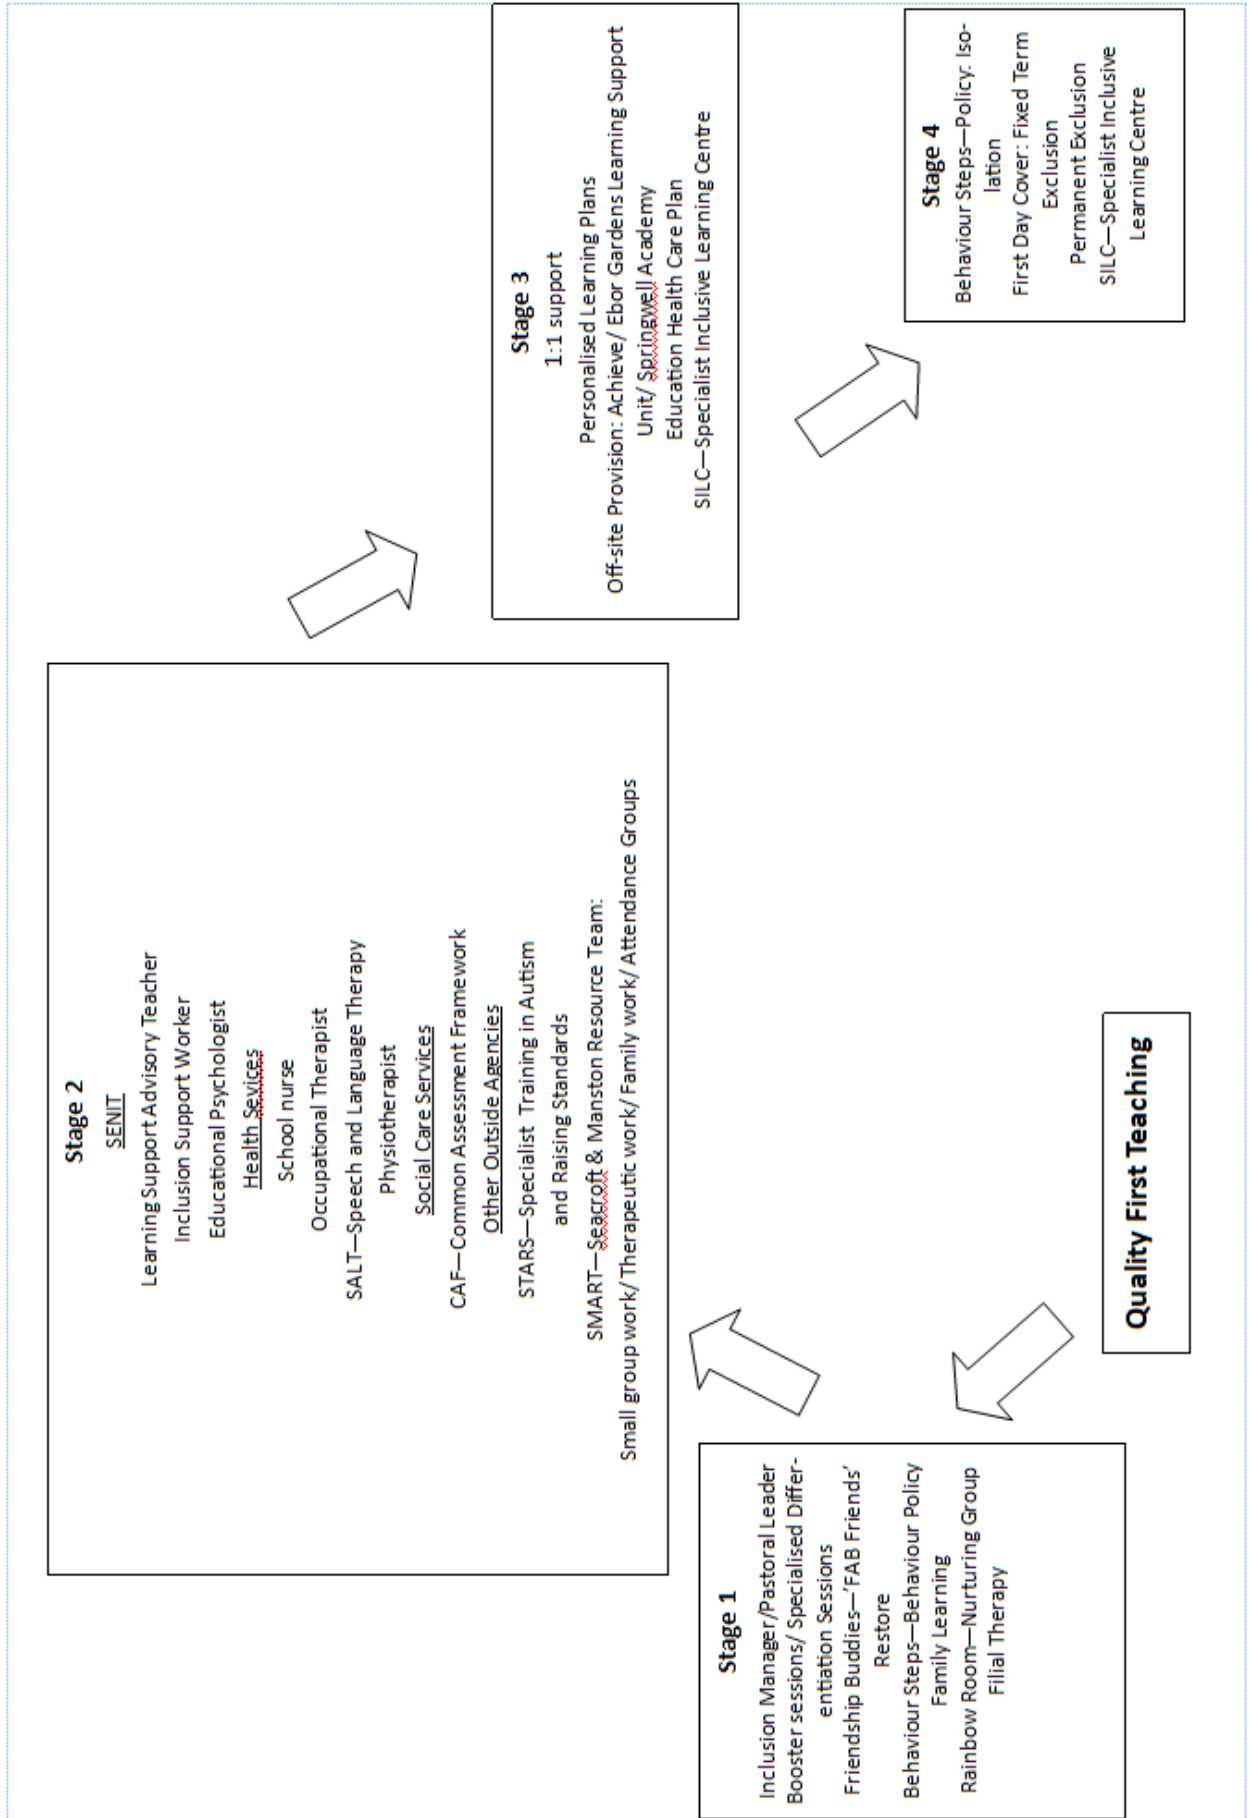 Quality First Teaching
Stage 1
Inclusion Manager/Pastoral Leader
Booster sessions/ Specialised Differ-
entiation Sessions
Friendship Buddies—'FAB Friends'
Restore
Behaviour Steps—Behaviour Policy
Family Learning
Rainbow Room—Nurturing Group
Filial Therapy
Stage 2
SENIT
Learning Support Advisory Teacher
Inclusion Support Worker
Educational Psychologist
Health Sevices
School nurse
Occupational Therapist
SALT—Speech and Language Therapy
Physiotherapist
Social Care Services
CAF—Common Assessment Framework
Other Outside Agencies
STARS—Specialist Training in Autism
and Raising Standards
SMART—Seacroft & Manston Resource Team:
Small group work/ Therapeutic work/ Family work/ Attendance Groups
Stage 3
1:1 support
Personalised Learning Plans
Off-site Provision: Achieve/ Ebor Gardens Learning Support
Unit/ Springwell Academy
Education Health Care Plan
SILC—Specialist Inclusive Learning Centre
Stage 4
Behaviour Steps—Policy: Iso-
lation
First Day Cover: Fixed Term
Exclusion
Permanent Exclusion
SILC—Specialist Inclusive
Learning Centre